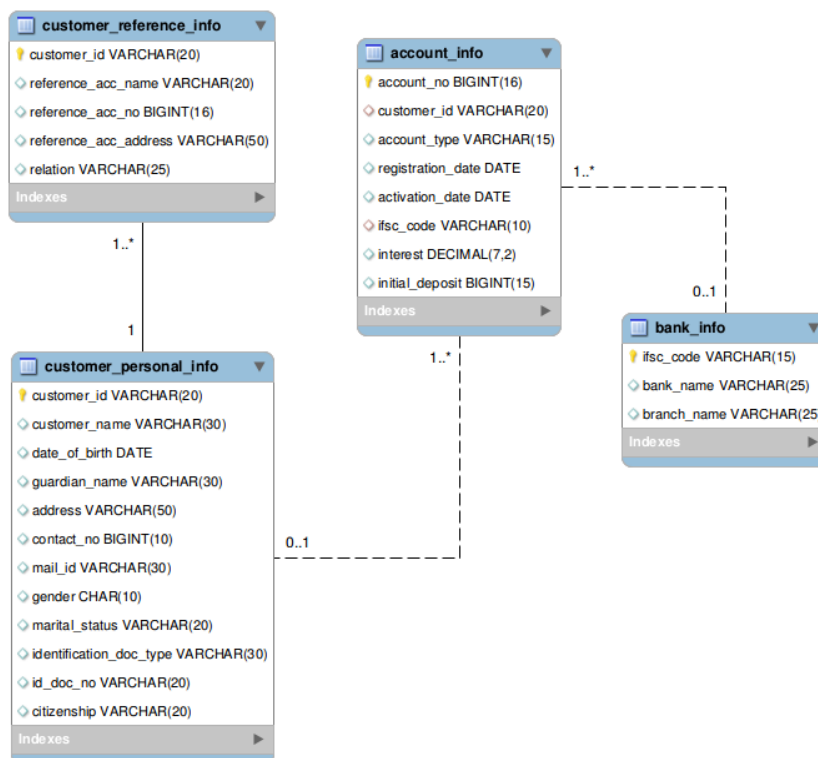 customer_reference_info
customer_id VARCHAR(20)
reference_acc_name VARCHAR(20)
reference_acc_no BIGINT(16)
reference_acc_address VARCHAR(50)
relation VARCHAR(25)
Indexes
1..*
1
customer_personal_info
customer_id VARCHAR(20)
customer_name VARCHAR(30)
date_of_birth DATE
guardian_name VARCHAR(30)
address VARCHAR(50)
contact_no BIGINT(10)
mail_id VARCHAR(30)
gender CHAR(10)
marital_status VARCHAR(20)
identification_doc_type VARCHAR(30)
id_doc_no VARCHAR(20)
citizenship VARCHAR(20)
Indexes
account_info
account_no BIGINT(16)
customer_id VARCHAR(20)
account_type VARCHAR(15)
registration_date DATE
activation_date DATE
ifsc_code VARCHAR(10)
interest DECIMAL(7,2)
initial_deposit BIGINT(15)
Indexes
1..*
0..1
1..*
0..1
bank_info
ifsc_code VARCHAR(15)
bank_name VARCHAR(25)
branch_name VARCHAR(25
Indexes